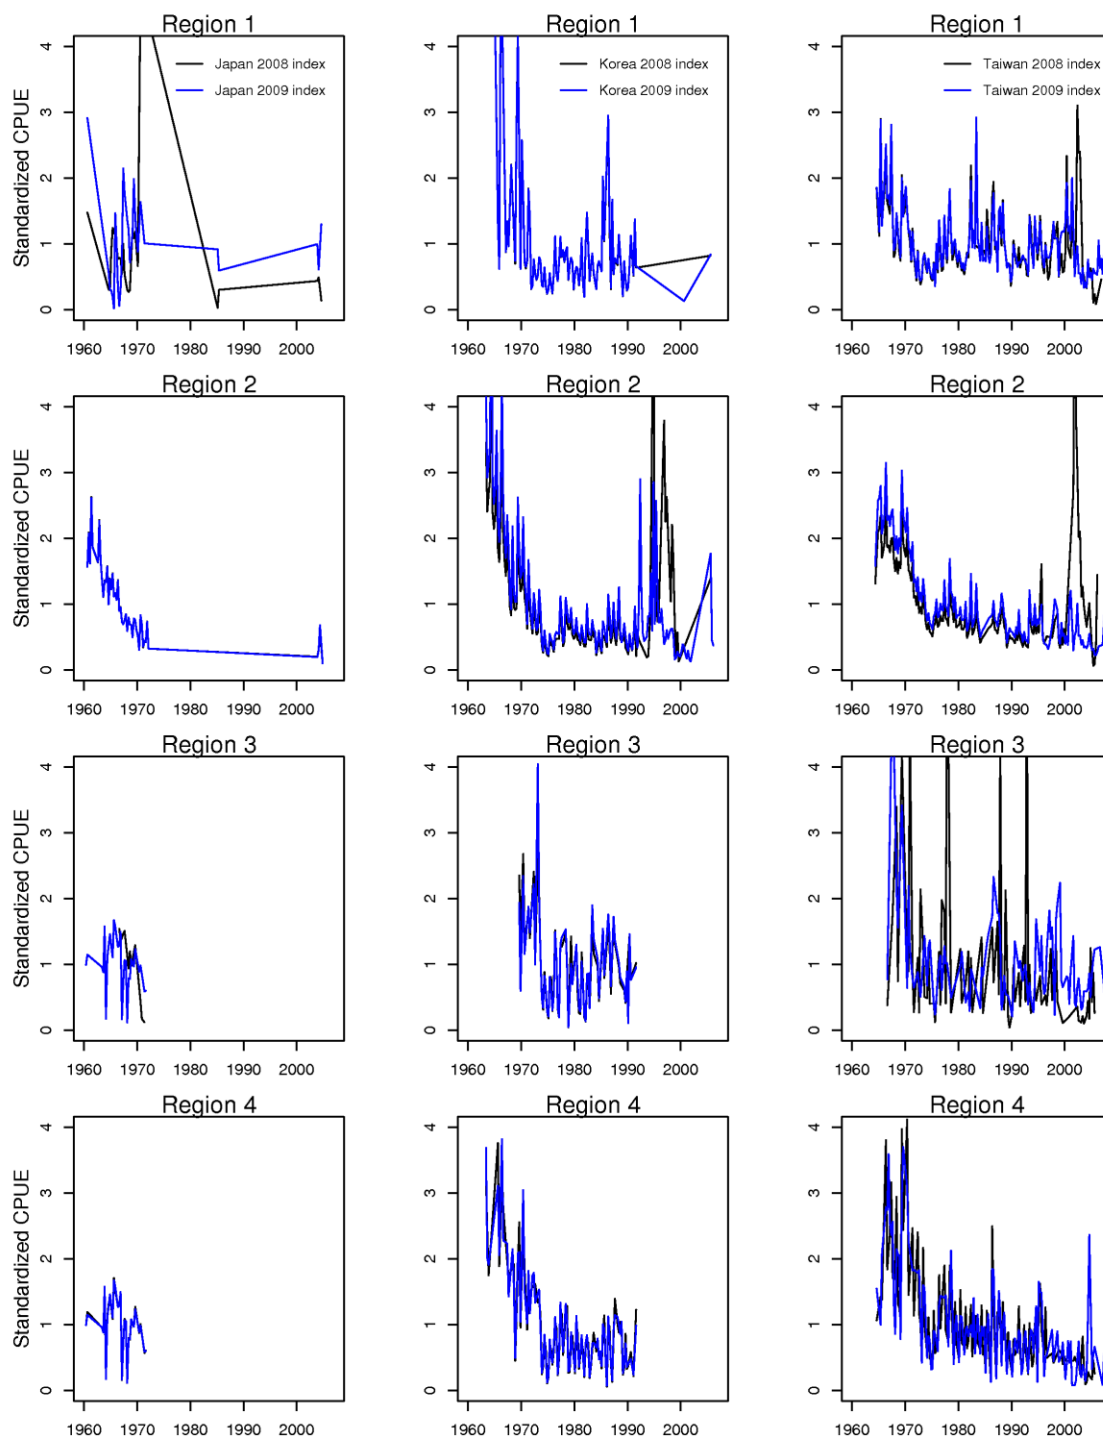 Region 1 Region 1 Region 1
Standardized CPUE
0 1 2 3 4
Japan 2008 index
Japan 2009 index
1960 1970 1980 1990 2000
0 1 2 3 4
Korea 2008 index
Korea 2009 index
1960 1970 1980 1990 2000
0 1 2 3 4
Taiwan 2008 index
Taiwan 2009 index
1960 1970 1980 1990 2000
Region 2 Region 2 Region 2
Standardized CPUE
0 1 2 3 4
1960 1970 1980 1990 2000
0 1 2 3 4
1960 1970 1980 1990 2000
0 1 2 3 4
1960 1970 1980 1990 2000
Region 3 Region 3 Region 3
Standardized CPUE
0 1 2 3 4
1960 1970 1980 1990 2000
0 1 2 3 4
1960 1970 1980 1990 2000
0 1 2 3 4
1960 1970 1980 1990 2000
Region 4 Region 4 Region 4
Standardized CPUE
0 1 2 3 4
1960 1970 1980 1990 2000
0 1 2 3 4
1960 1970 1980 1990 2000
0 1 2 3 4
1960 1970 1980 1990 2000